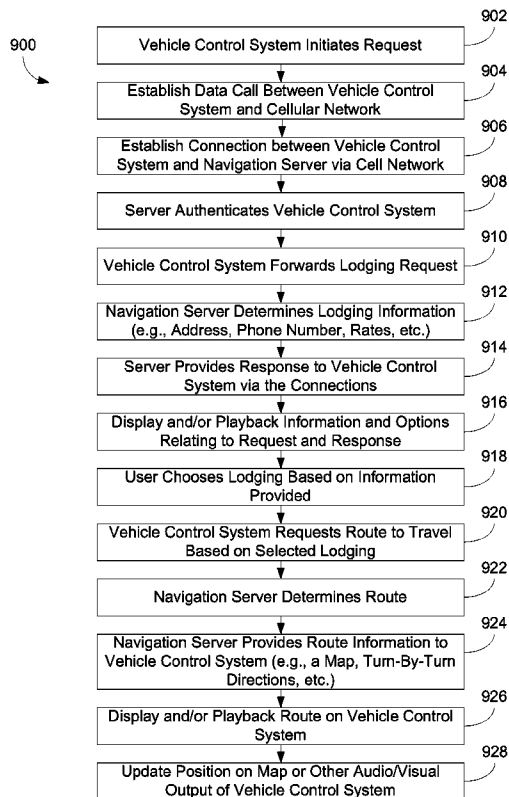 900
902
Vehicle Control System Initiates Request
904
Establish Data Call Between Vehicle Control
System and Cellular Network
906
Establish Connection between Vehicle Control
System and Navigation Server via Cell Network
908
Server Authenticates Vehicle Control System
910
Vehicle Control System Forwards Lodging Request
912
Navigation Server Determines Lodging Information
(e.g., Address, Phone Number, Rates, etc.)
914
Server Provides Response to Vehicle Control
System via the Connections
916
Display and/or Playback Information and Options
Relating to Request and Response
918
User Chooses Lodging Based on Information
Provided
920
Vehicle Control System Requests Route to Travel
Based on Selected Lodging
922
Navigation Server Determines Route
924
Navigation Server Provides Route Information to
Vehicle Control System (e.g., a Map, Turn-By-Turn
Directions, etc.)
926
Display and/or Playback Route on Vehicle Control
System
928
Update Position on Map or Other Audio/Visual
Output of Vehicle Control System